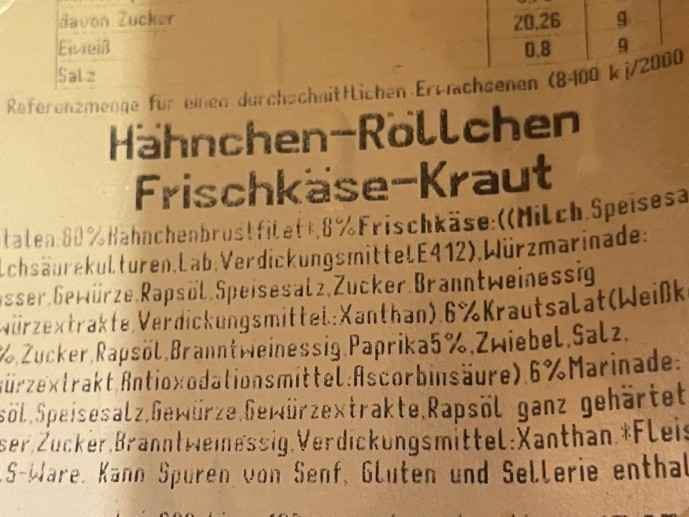 davon Zucker 20,26 g
Eiweiß 0,8 g
Salz
Referenzmenge für einen durchschnittlichen Erwachsenen (8400 kj/2000
Hähnchen-Röllchen
Frischkäse-Kraut
taten:80%Hähnchenbrustfilet*,8%Frischkäse:((Milch,Speisesa
lchsäurekulturen,Lab,VerdickungsmittelE412),Würzmarinade:
sser,Gewürze,Rapsöl,Speisesalz,Zucker,Branntweinessig
würzextrakte,Verdickungsmittel:Xanthan),6%Krautsalat(Weißk
%,Zucker,Rapsöl,Branntweinessig,Paprika5%,Zwiebel,Salz,
ürzextrakt,Antioxodationsmittel:Ascorbinsäure),6%Marinade:
söl,Speisesalz,Gewürze,Gewürzextrakte,Rapsöl ganz gehärtet
ser,Zucker,Branntweinessig,Verdickungsmittel:Xanthan.*Fleis
.S-Ware. Kann Spuren von Senf, Gluten und Sellerie enthal